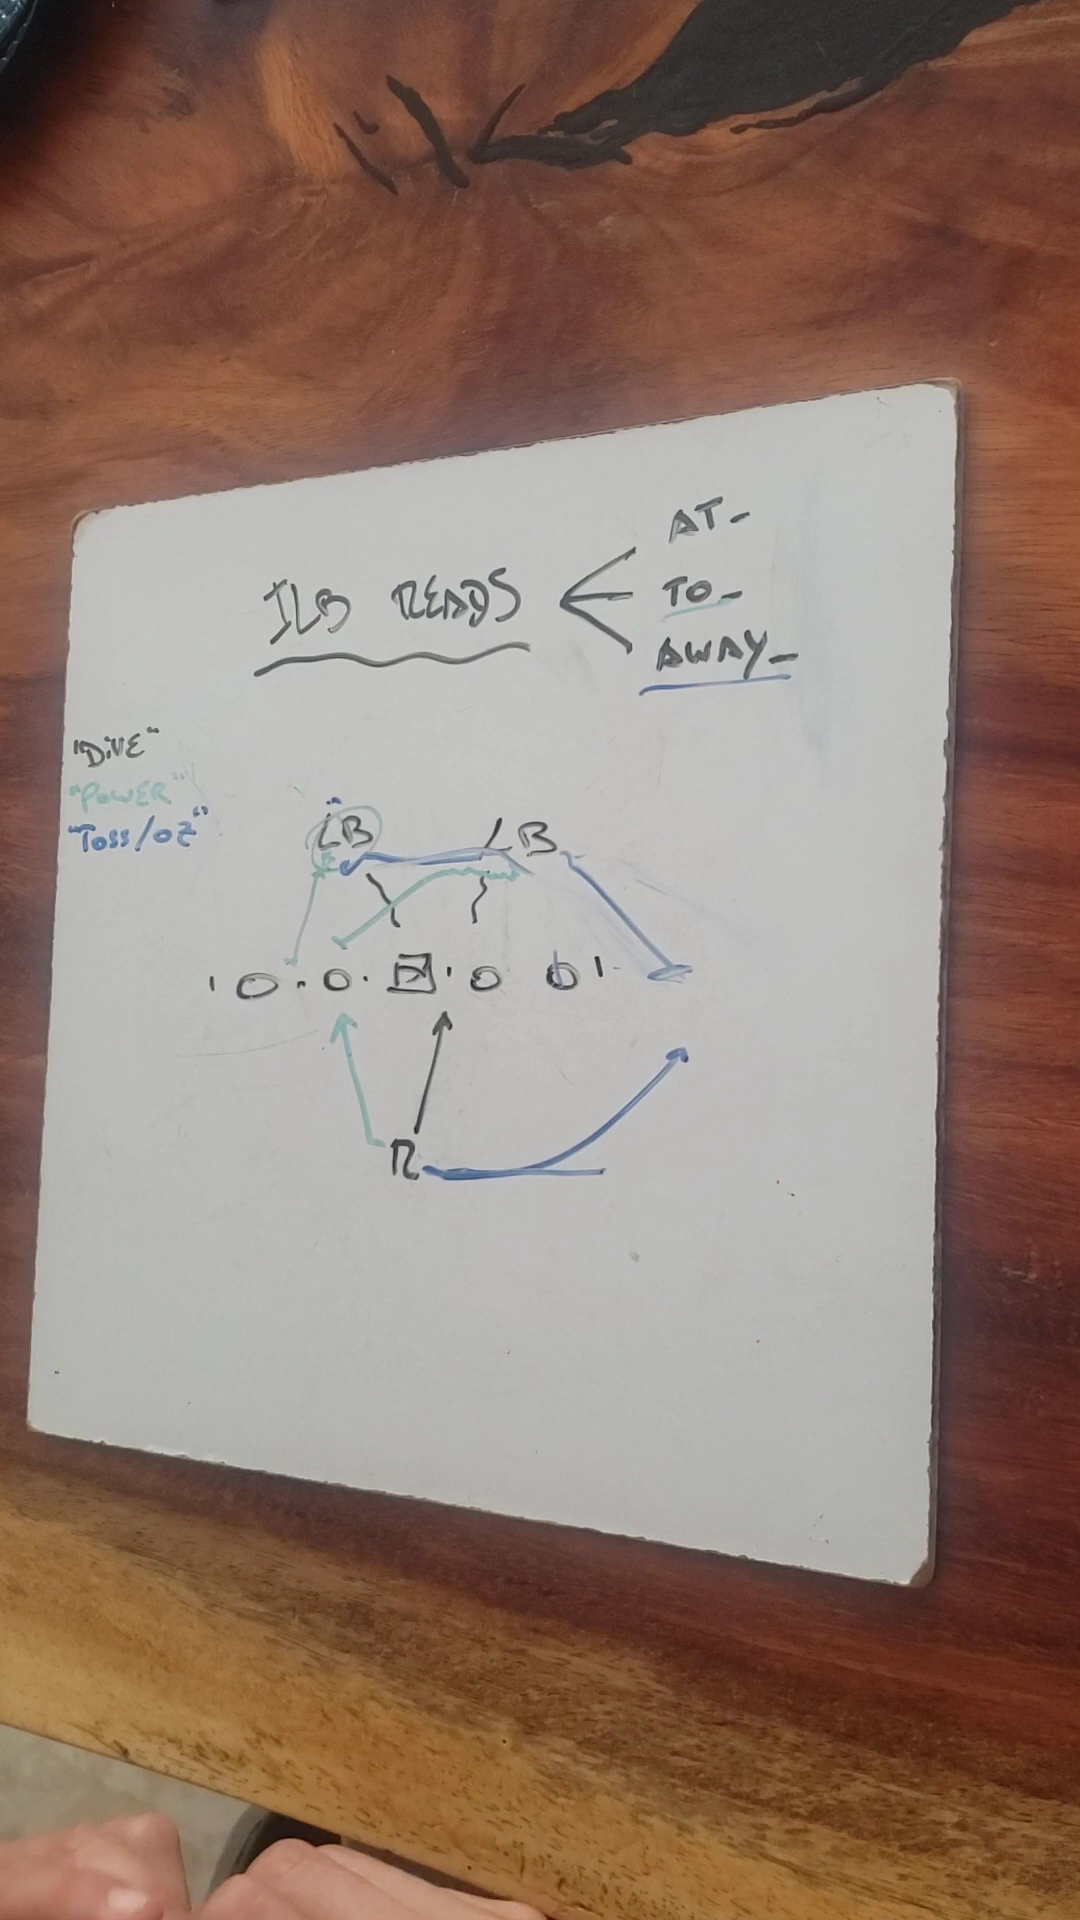 ILB READS
AT-
TO-
AWAY-
"DiVE"
"POWER"
"TOSS/OZ"
LB LB
' O . O . ☒ ' O O '
R